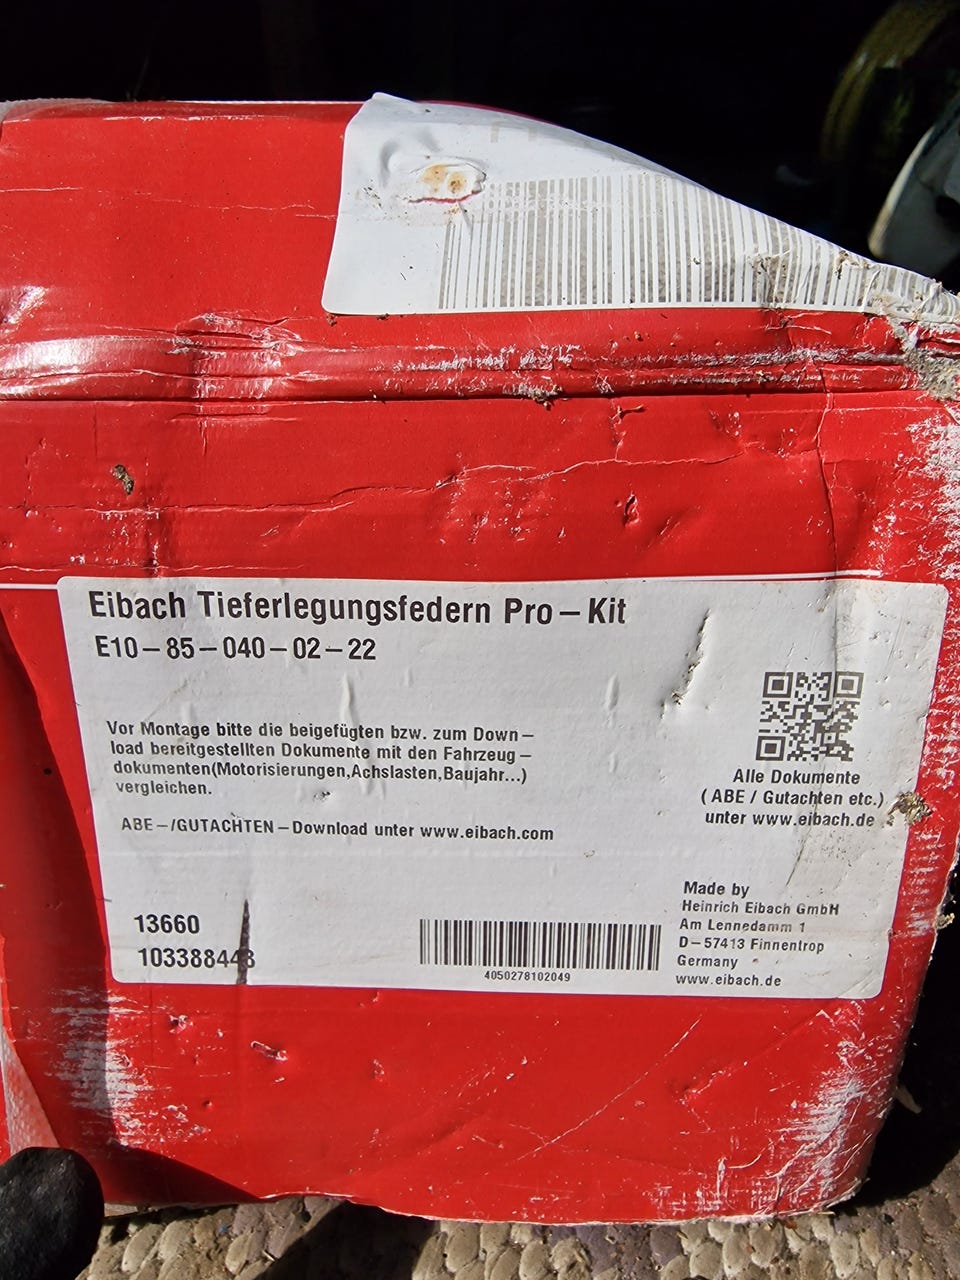 Eibach Tieferlegungsfedern Pro-Kit
E10-85-040-02-22
Vor Montage bitte die beigefügten bzw. zum Down-
load bereitgestellten Dokumente mit den Fahrzeug-
dokumenten(Motorisierungen,Achslasten,Baujahr...)
vergleichen.
ABE-/GUTACHTEN-Download unter www.eibach.com
Alle Dokumente
( ABE / Gutachten etc.)
unter www.eibach.de
13660
103388448
4050278102049
Made by
Heinrich Eibach GmbH
Am Lennedamm 1
D-57413 Finnentrop
Germany
www.eibach.de